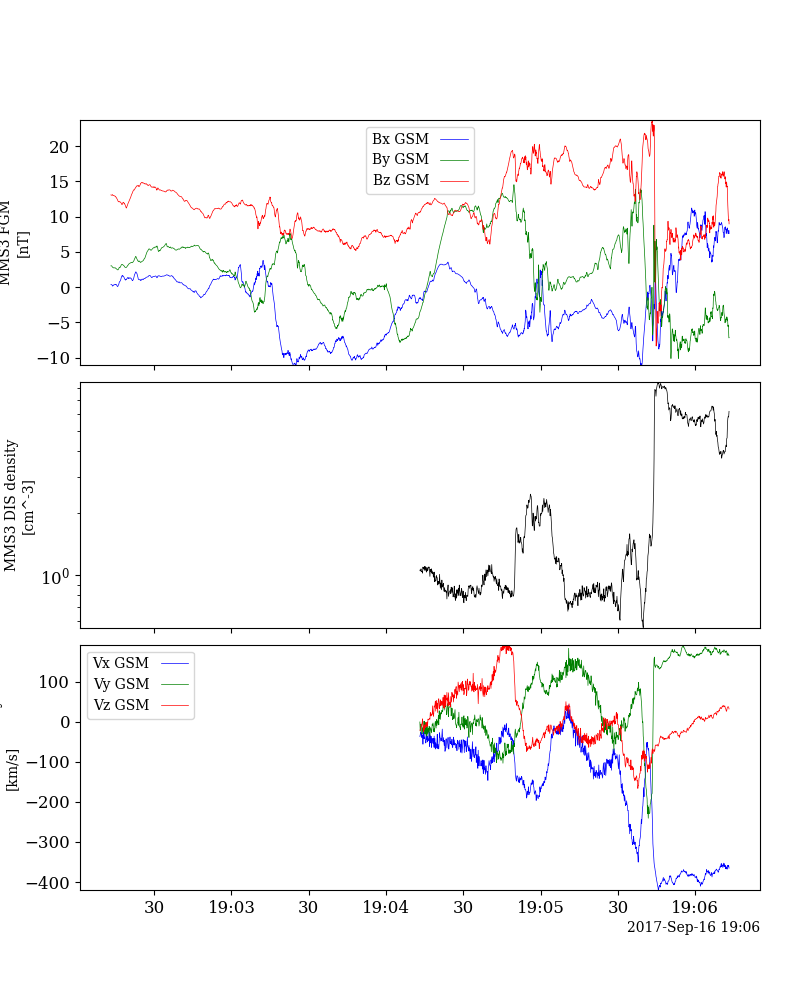 MMS3 FGM
[nT]
20
15
10
5
0
−5
−10
Bx GSM
By GSM
Bz GSM
MMS3 DIS density
[cm^-3]
10^0
[km/s]
100
0
−100
−200
−300
−400
Vx GSM
Vy GSM
Vz GSM
30 19:03 30 19:04 30 19:05 30 19:06
2017-Sep-16 19:06